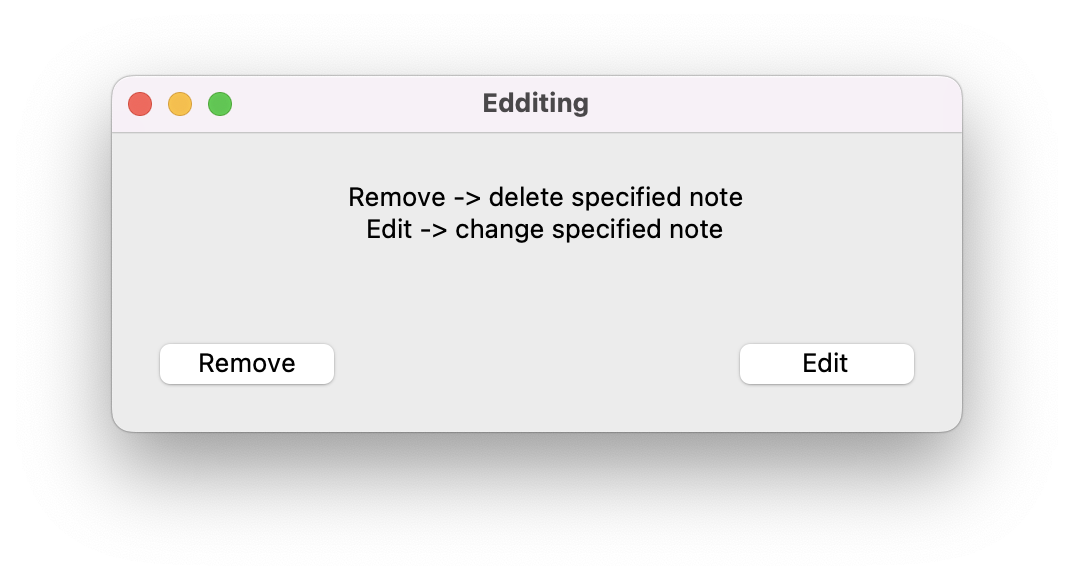 Edditing
Remove -> delete specified note
Edit -> change specified note
Remove
Edit